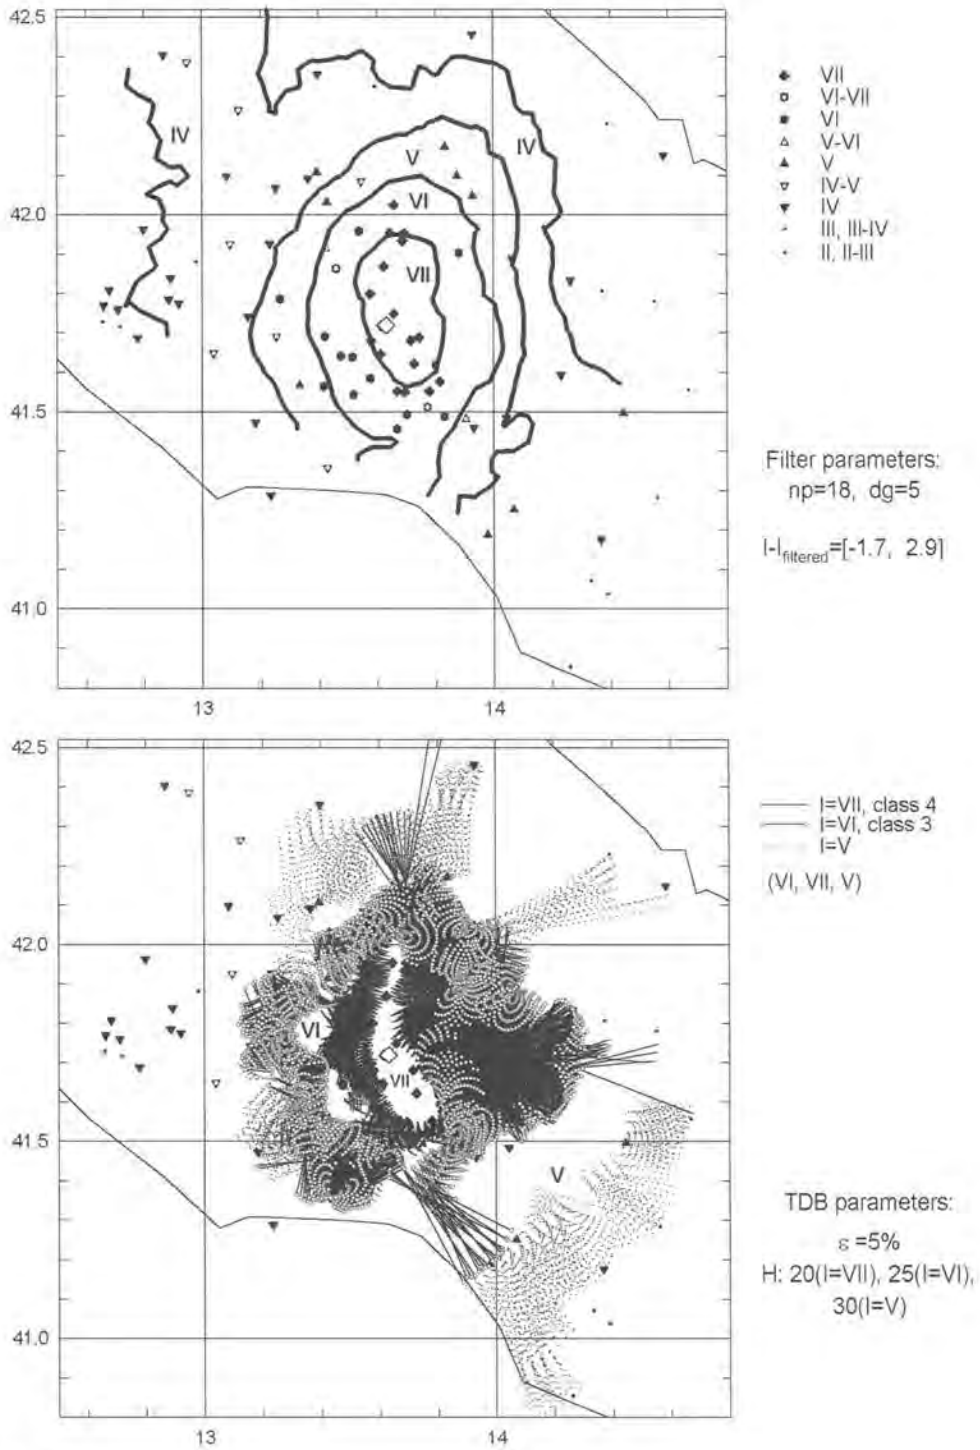 42.5
42.0
41.5
41.0
13
14
IV
V
IV
VI
VII
VII
VI-VII
VI
V-VI
V
IV-V
IV
III, III-IV
II, II-III
Filter parameters:
np=18, dg=5
I-Ifiltered=[-1.7, 2.9]
42.5
42.0
41.5
41.0
13
14
VI
VII
V
I=VII, class 4
I=VI, class 3
I=V
(VI, VII, V)
TDB parameters:
ε =5%
H: 20(I=VII), 25(I=VI),
30(I=V)